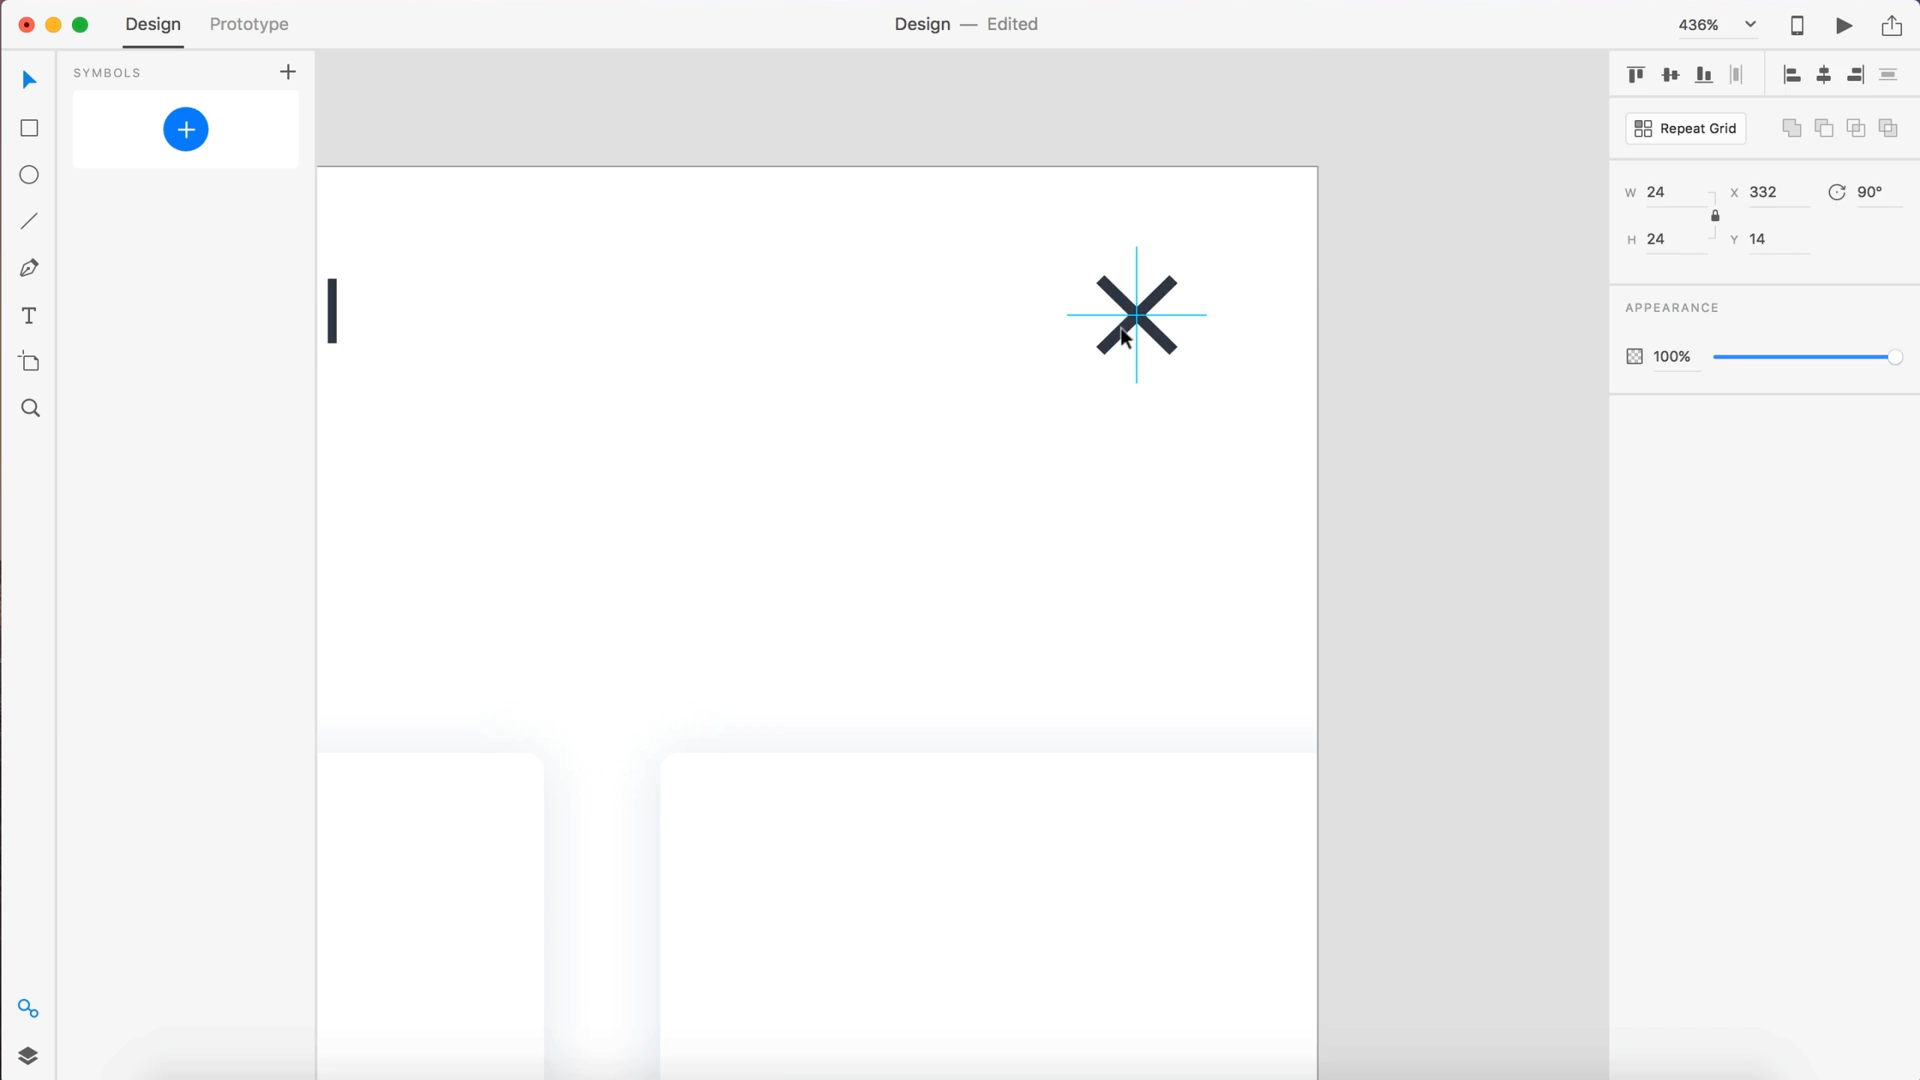 Design Prototype
Design — Edited
436%
SYMBOLS
Repeat Grid
W 24 X 332 90°
H 24 Y 14
APPEARANCE
100%